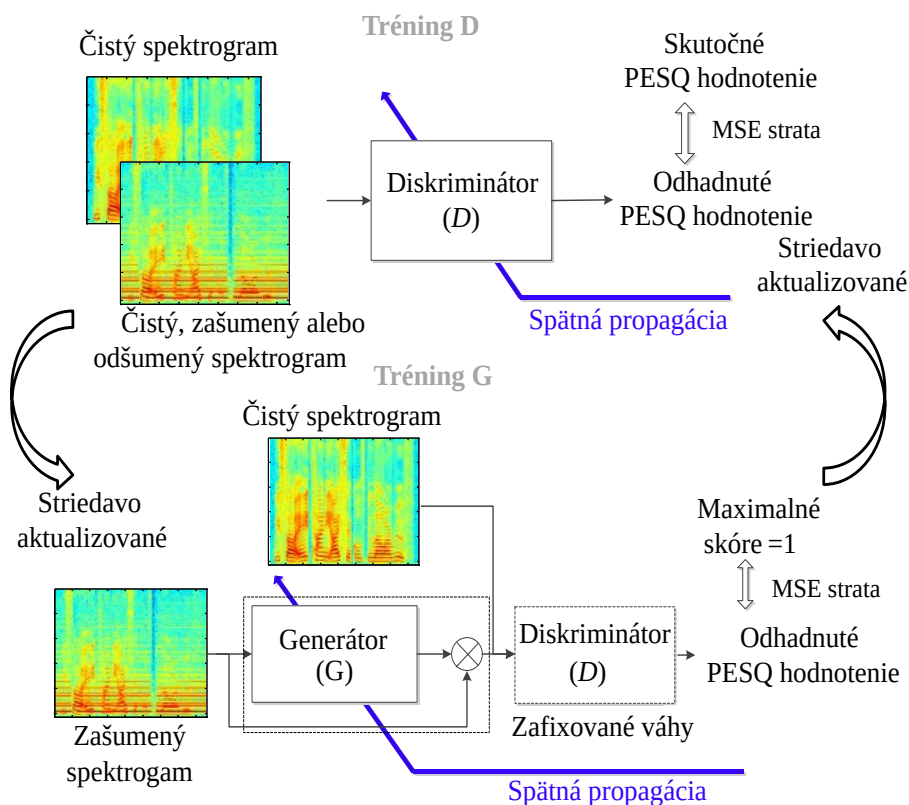 Tréning D
Čistý spektrogram
Skutočné
PESQ hodnotenie
MSE strata
Diskriminátor
(D)
Odhadnuté
PESQ hodnotenie
Striedavo
aktualizované
Spätná propagácia
Čistý, zašumený alebo
odšumený spektrogram
Tréning G
Čistý spektrogram
Striedavo
aktualizované
Maximalné
skóre =1
MSE strata
Generátor
(G)
Diskriminátor
(D)
Odhadnuté
PESQ hodnotenie
Zafixované váhy
Zašumený
spektrogam
Spätná propagácia